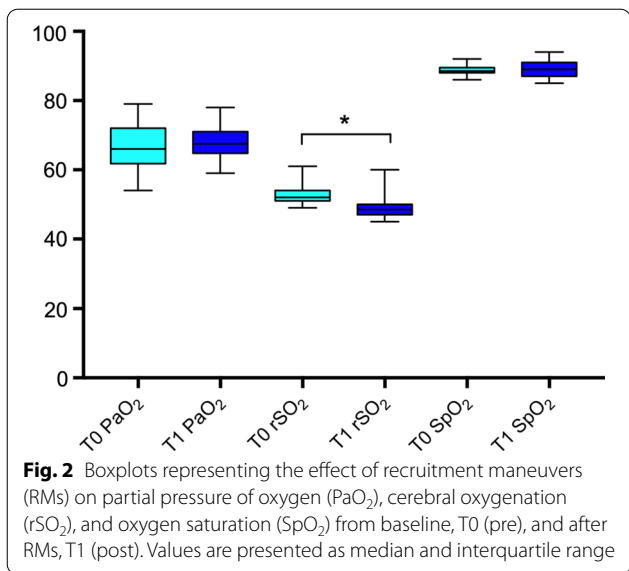 100
80
60
40
20
0
*
T0 PaO₂
T1 PaO₂
T0 rSO₂
T1 rSO₂
T0 SpO₂
T1 SpO₂
Fig. 2 Boxplots representing the effect of recruitment maneuvers
(RMs) on partial pressure of oxygen (PaO₂), cerebral oxygenation
(rSO₂), and oxygen saturation (SpO₂) from baseline, T0 (pre), and after
RMs, T1 (post). Values are presented as median and interquartile range